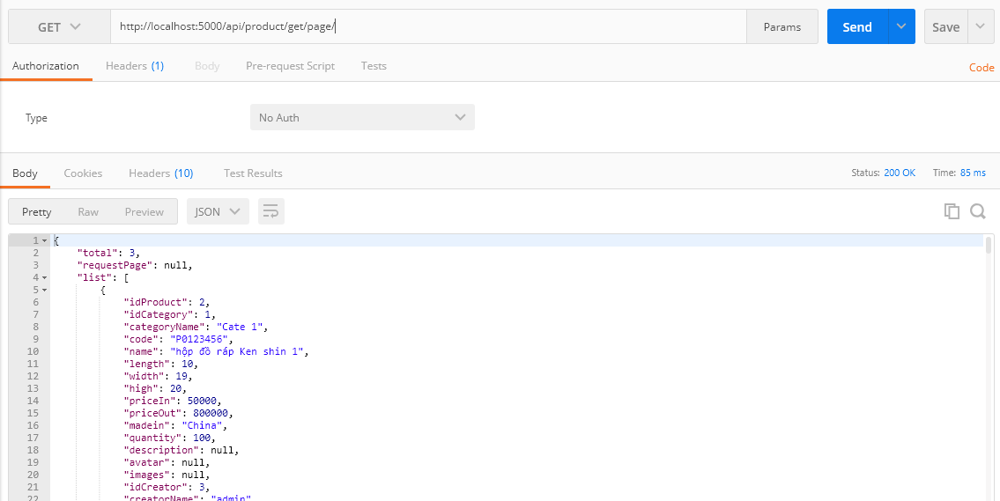 GET http://localhost:5000/api/product/get/page/ Params Send Save
Authorization Headers (1) Body Pre-request Script Tests Code
Type No Auth
Body Cookies Headers (10) Test Results Status: 200 OK Time: 85 ms
Pretty Raw Preview JSON
1 {
2 "total": 3,
3 "requestPage": null,
4 "list": [
5 {
6 "idProduct": 2,
7 "idCategory": 1,
8 "categoryName": "Cate 1",
9 "code": "P0123456",
10 "name": "hộp đồ ráp Ken shin 1",
11 "length": 10,
12 "width": 19,
13 "high": 20,
14 "priceIn": 50000,
15 "priceOut": 800000,
16 "madein": "China",
17 "quantity": 100,
18 "description": null,
19 "avatar": null,
20 "images": null,
21 "idCreator": 3,
22 "creatorName": "admin"